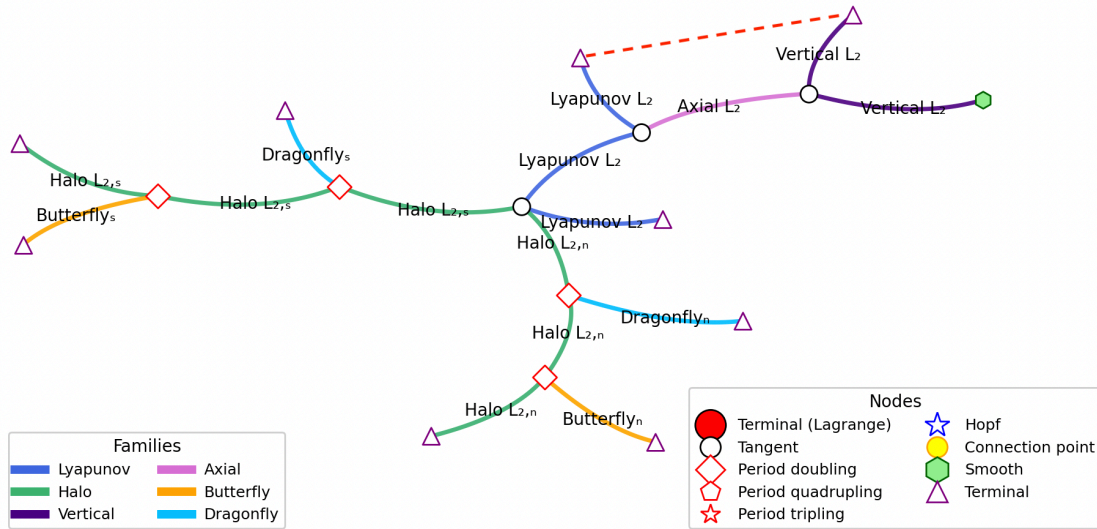 Vertical L₂
Lyapunov L₂
Axial L₂
Vertical L₂
Dragonflyₛ
Lyapunov L₂
Halo L₂,ₛ
Halo L₂,ₛ
Halo L₂,ₛ
Butterflyₛ
Lyapunov L₂
Halo L₂,ₙ
Dragonflyₙ
Halo L₂,ₙ
Halo L₂,ₙ
Butterflyₙ
Families
Lyapunov
Halo
Vertical
Axial
Butterfly
Dragonfly
Nodes
Terminal (Lagrange)
Tangent
Period doubling
Period quadrupling
Period tripling
Hopf
Connection point
Smooth
Terminal